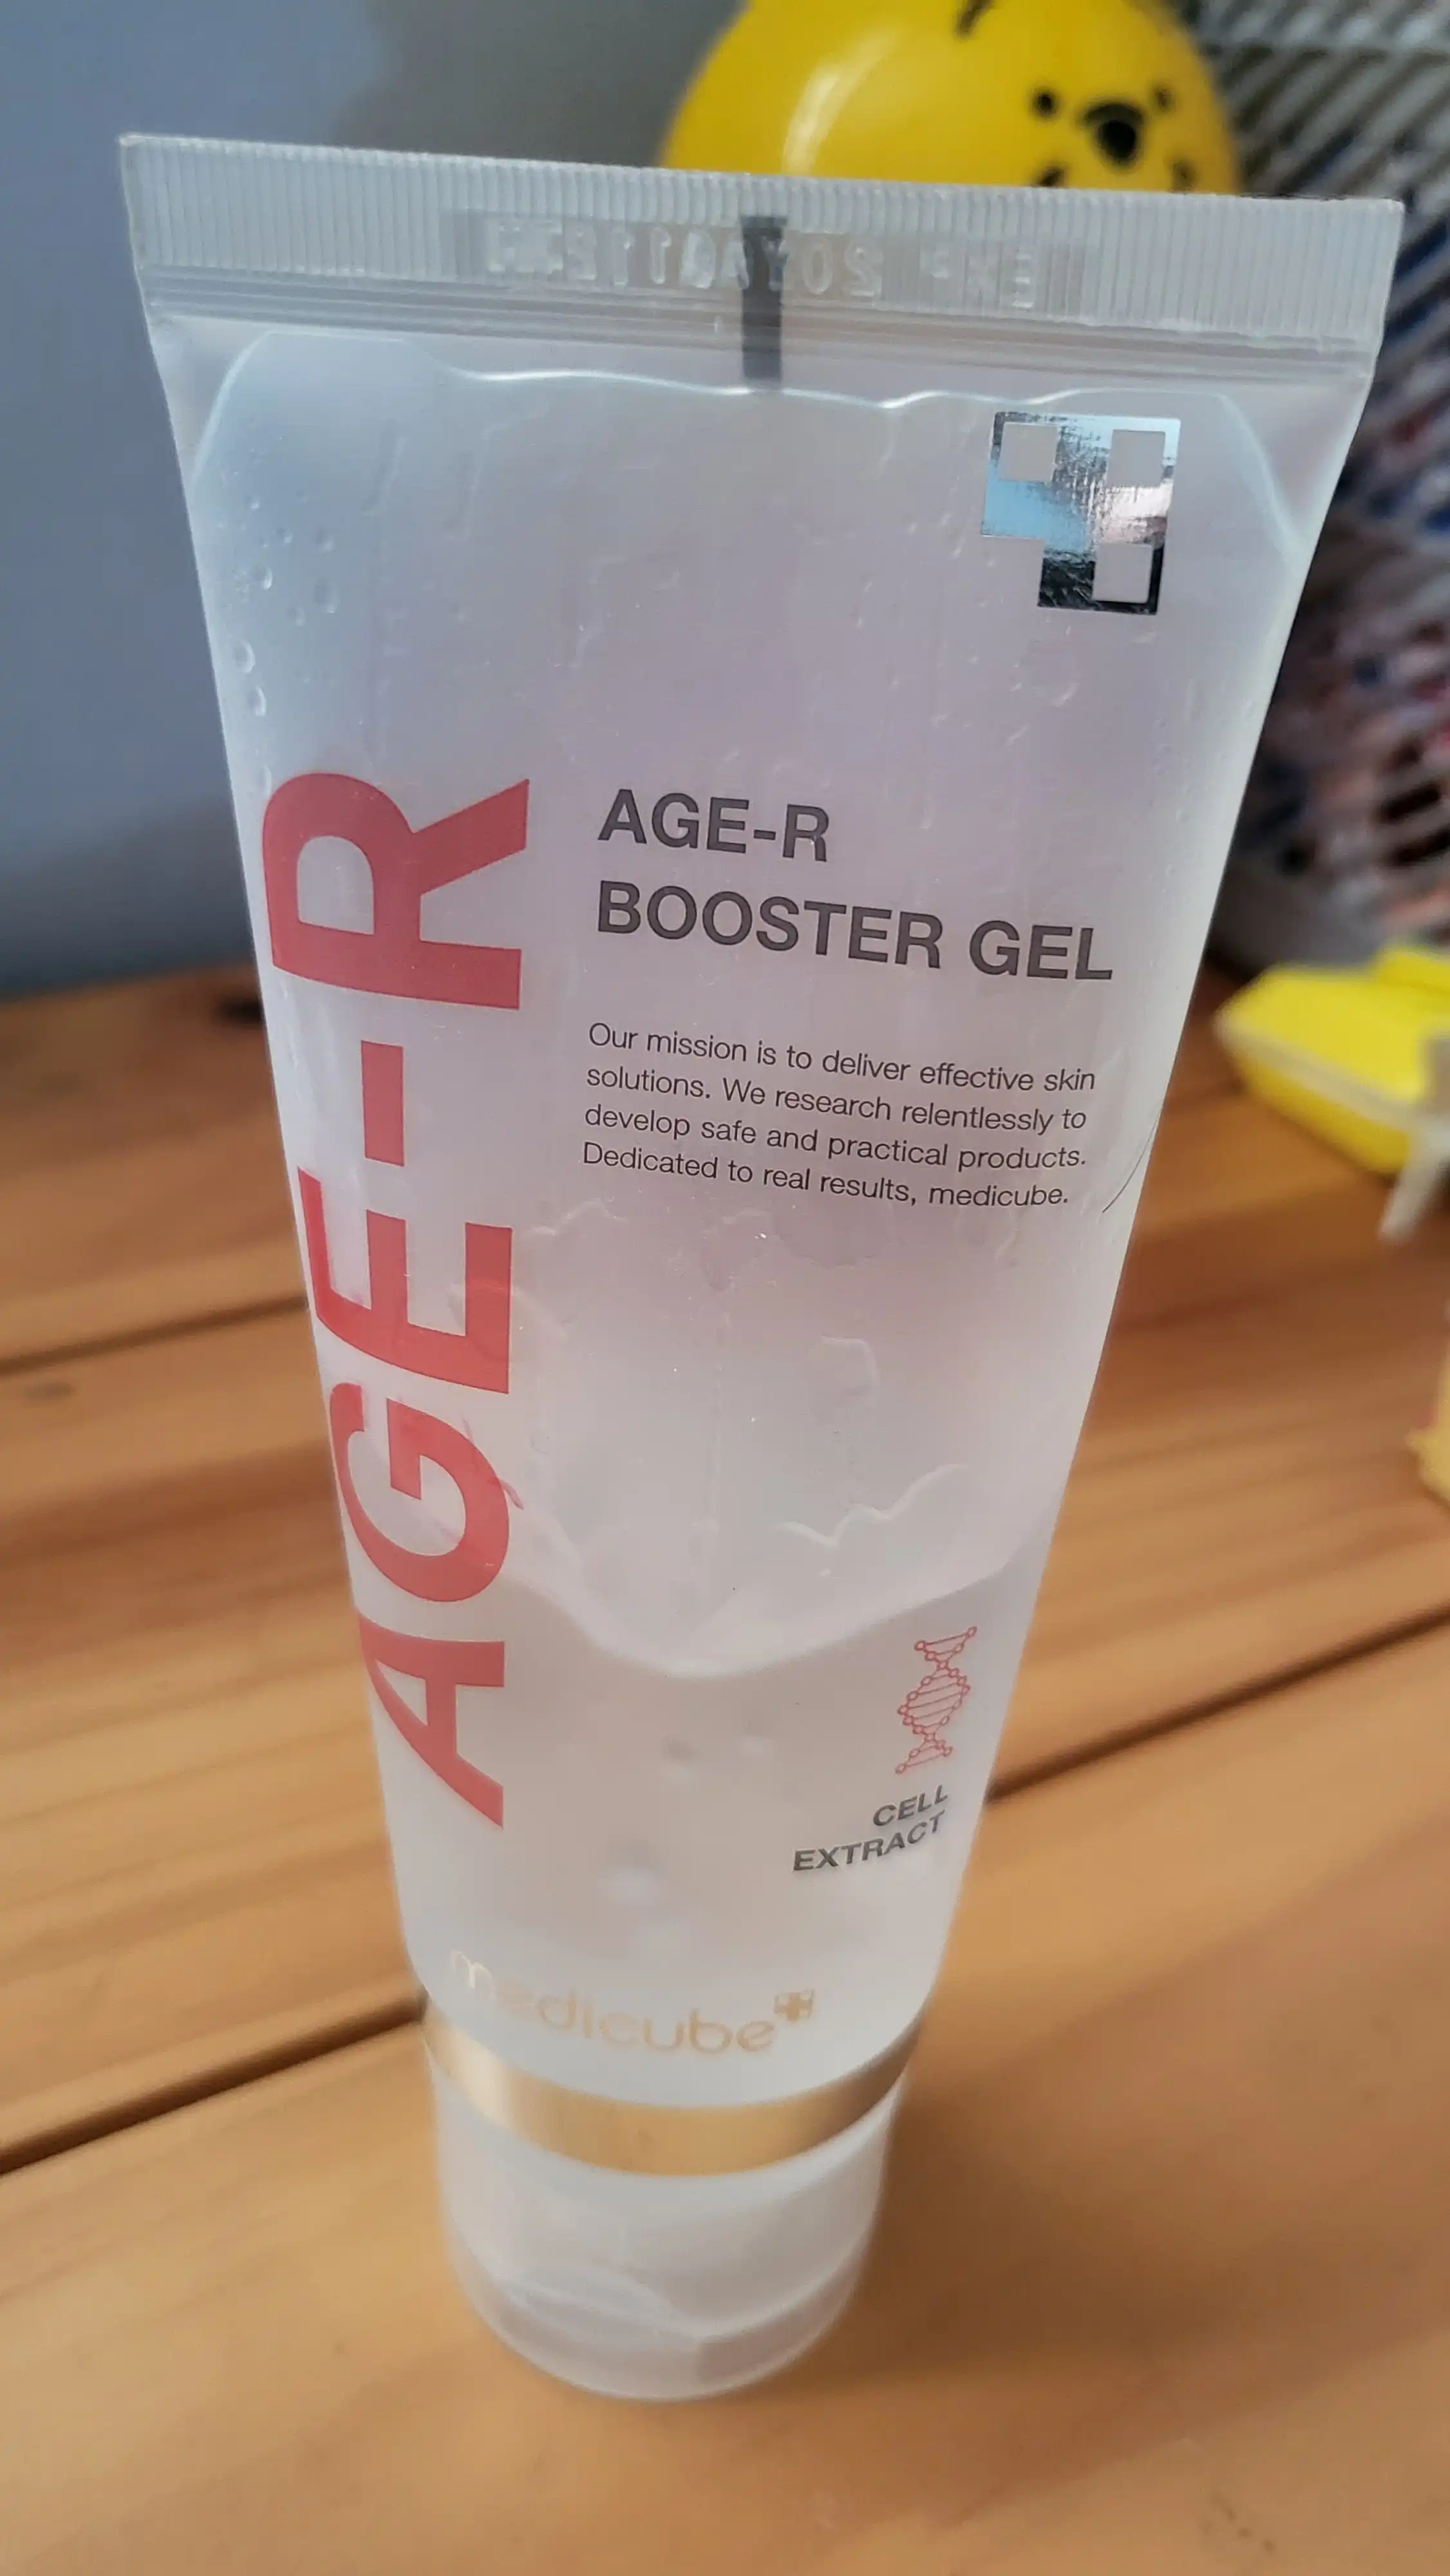 AGE-R
AGE-R
BOOSTER GEL
Our mission is to deliver effective skin
solutions. We research relentlessly to
develop safe and practical products.
Dedicated to real results, medicube.
CELL
EXTRACT
medicube